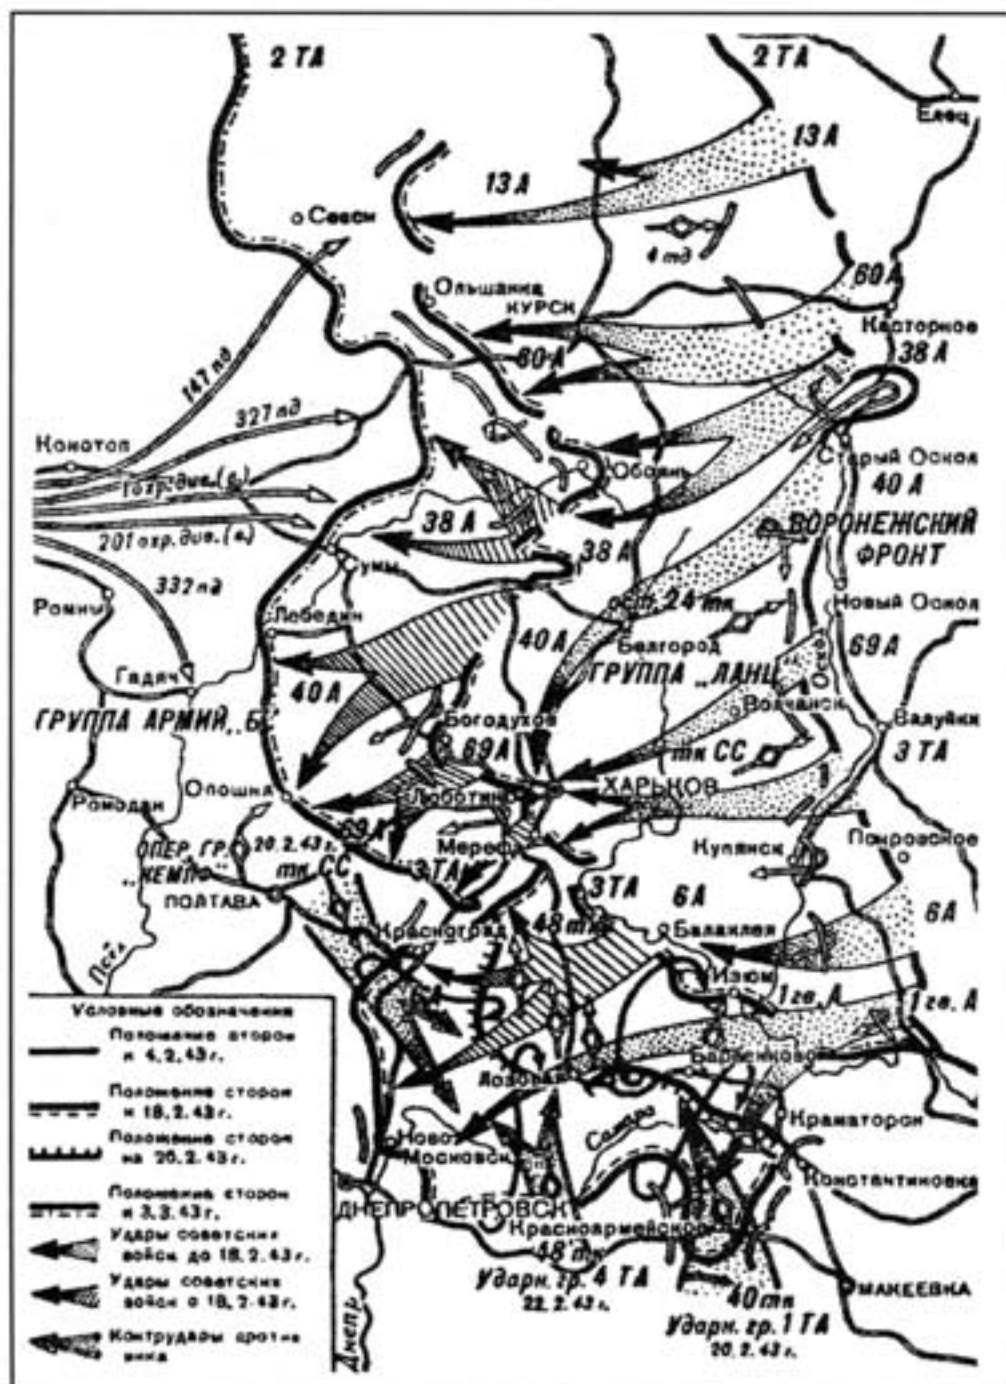 2 ТА
2 ТА
Елец
13 А
13 А
Севск
4 тд
60 А
Ольшанка
КУРСК
Касторное
60 А
38 А
147 пд
327 пд
Конотоп
Обоянь
Старый Оскол
40 А
201 охр. див. (в.)
38 А
38 А
ВОРОНЕЖСКИЙ
ФРОНТ
Сумы
332 пд
Ромны
Лебедин
24 тк
Новый Оскол
40 А
Белгород
69 А
Гадяч
40 А
ГРУППА „ЛАНЦ“
Оскол
ГРУППА АРМИЙ „Б
Богодухов
Волчанск
Валуйки
69 А
тк СС
3 ТА
Опошня
Люботин
ХАРЬКОВ
Ромодан
69 А
ОПЕР. ГР.
„КЕМПФ“
20.2.43 г.
Мерефа
Купянск
Покровское
тк СС
3 ТА
3 ТА
ПОЛТАВА
6 А
6 А
Красноград
48 тк
Балаклея
Псёл
Изюм
1 гв. А
1 гв. А
Барвенково
Лозовая
Краматорск
Самара
Ново-
Московск
Константиновка
ДНЕПРОПЕТРОВСК
Красноармейское
48 тк
Ударн. гр. 4 ТА
22.2.43 г.
МАКЕЕВКА
40 тк
Ударн. гр. 1 ТА
20.2.43 г.
Днепр
Условные обозначения
Положение сторон
к 4.2.43 г.
Положение сторон
к 18.2.43 г.
Положение сторон
на 20.2.43 г.
Положение сторон
к 3.3.43 г.
Удары советских
войск до 18.2.43 г.
Удары советских
войск с 18.2.43 г.
Контрудары против
ника